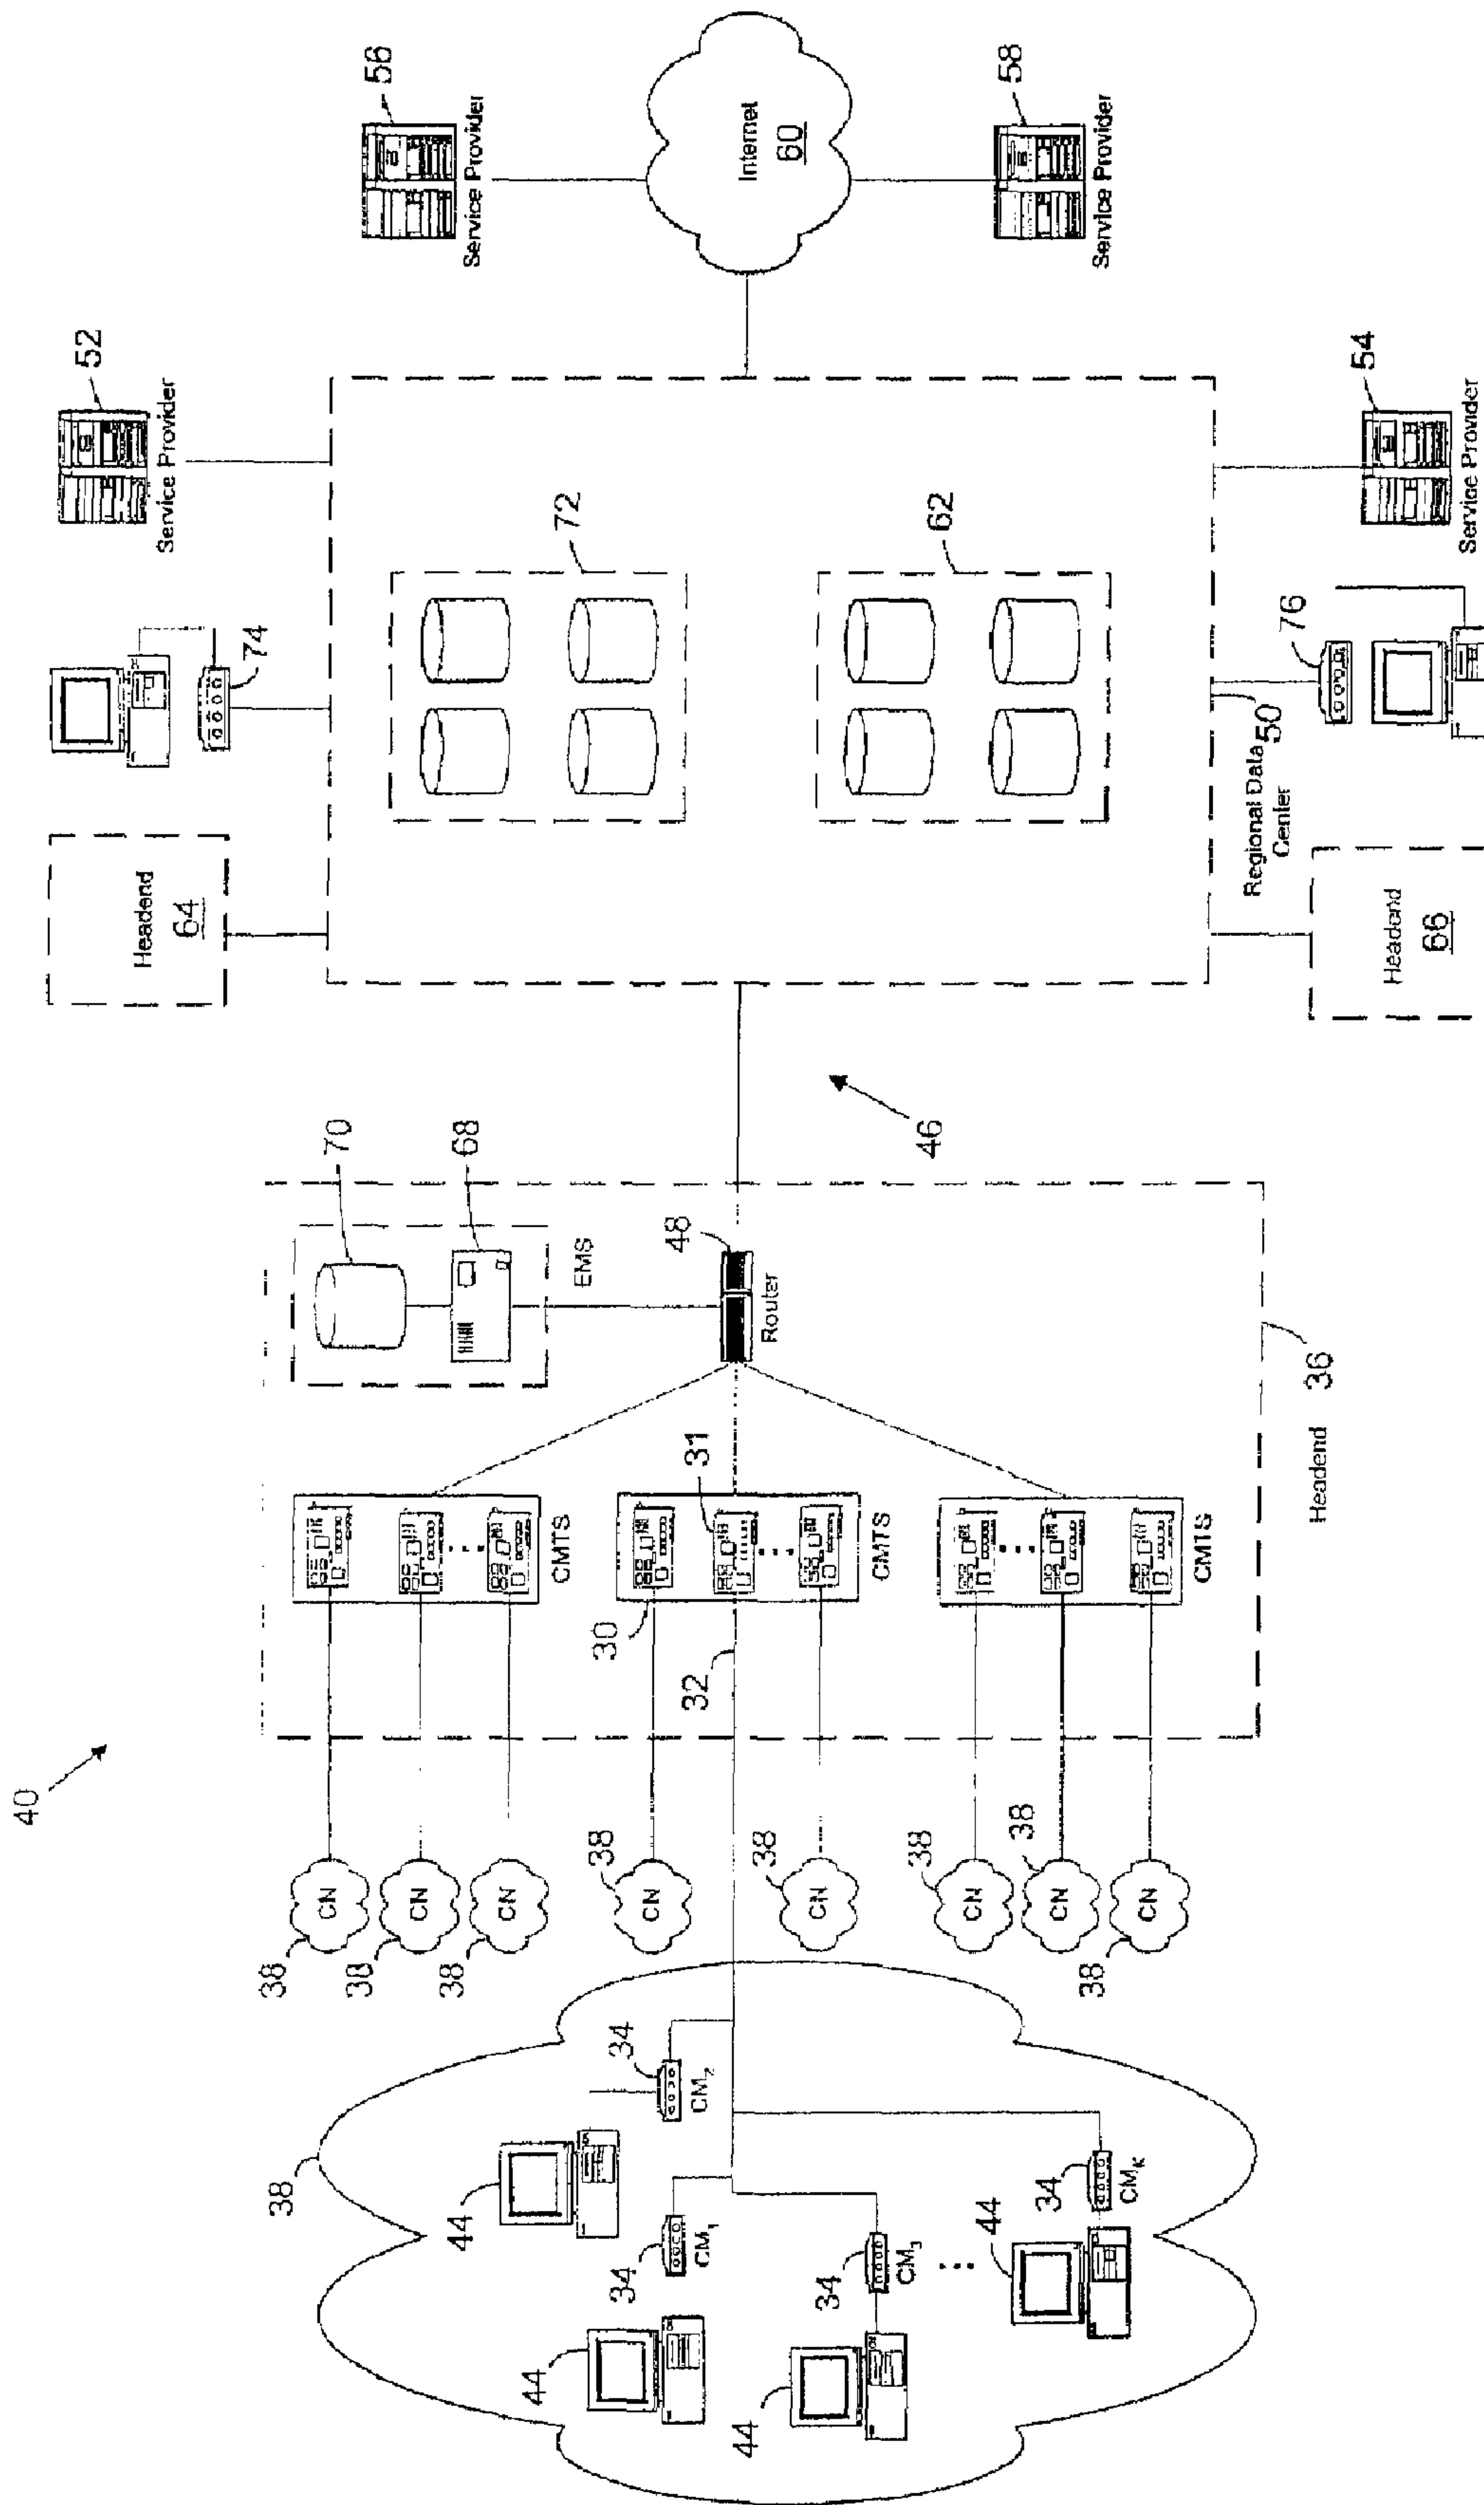 40
38
44
34
CM₂
44
34
CM₁
44
34
CM₃
44
34
CMK
38
CN
38
CN
38
CN
38
CN
38
CN
38
CN
38
CN
38
CN
32
30
31
CMTS
CMTS
CMTS
70
68
EMS
48
Router
Headend 36
46
Headend
64
74
52
Service Provider
72
62
Regional Data
Center
50
Headend
66
76
54
Service Provider
56
Service Provider
Internet
60
58
Service Provider